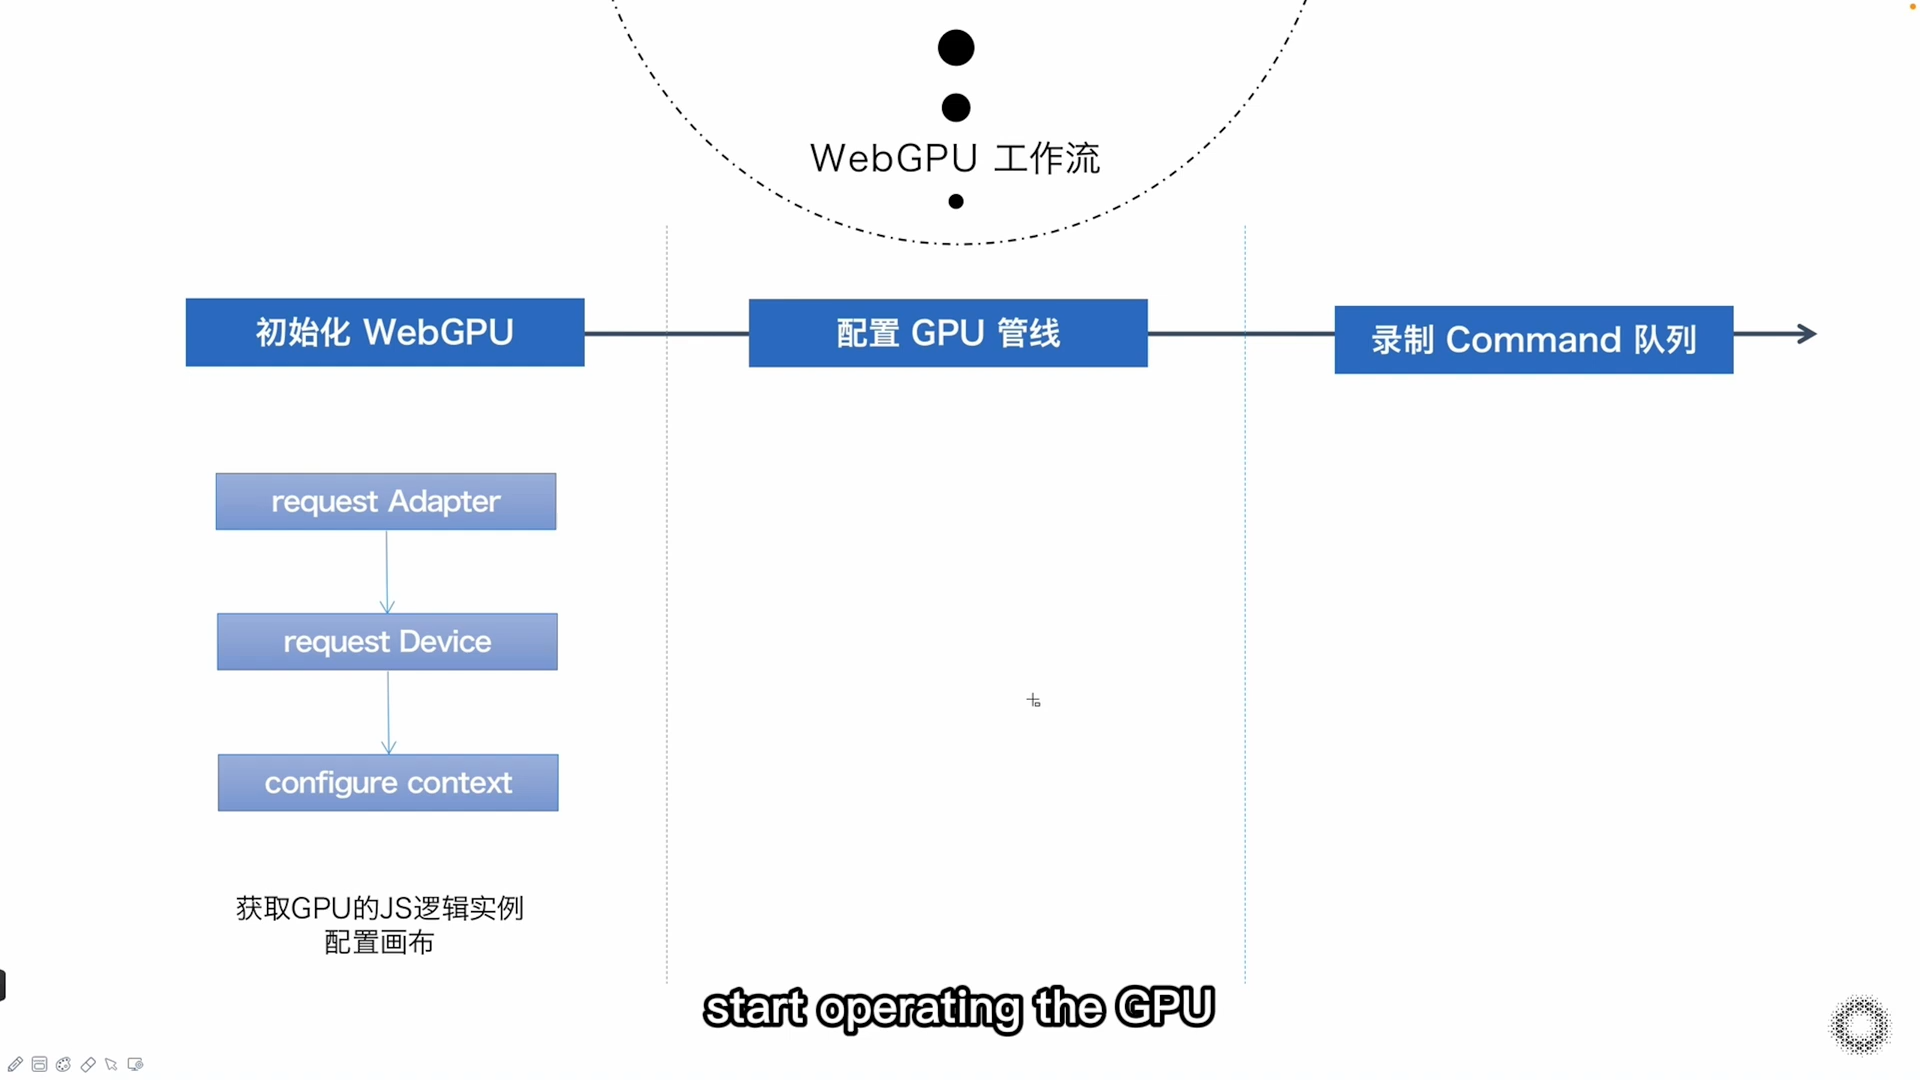 WebGPU 工作流
初始化 WebGPU
配置 GPU 管线
录制 Command 队列
request Adapter
request Device
configure context
获取GPU的JS逻辑实例
配置画布
start operating the GPU